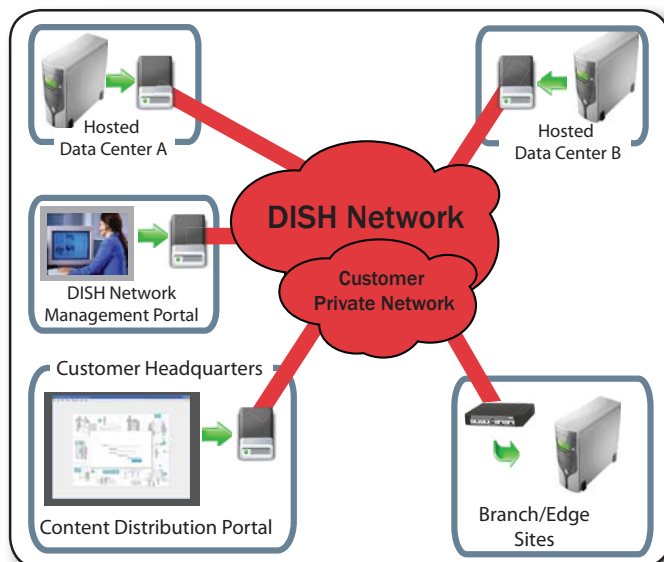 Hosted
Data Center A
Hosted
Data Center B
DISH Network
Customer
Private Network
DISH Network
Management Portal
Customer Headquarters
Content Distribution Portal
Branch/Edge
Sites